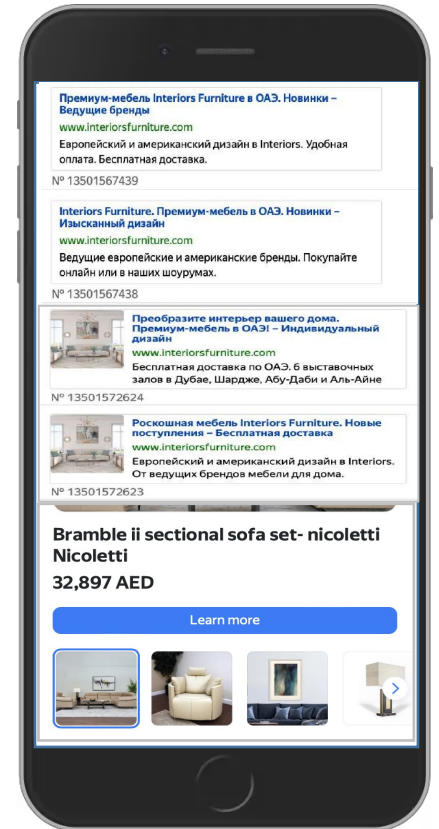 Премиум-мебель Interiors Furniture в ОАЭ. Новинки –
Ведущие бренды
www.interiorsfurniture.com
Европейский и американский дизайн в Interiors. Удобная
оплата. Бесплатная доставка.
№ 13501567439
Interiors Furniture. Премиум-мебель в ОАЭ. Новинки –
Изысканный дизайн
www.interiorsfurniture.com
Ведущие европейские и американские бренды. Покупайте
онлайн или в наших шоурумах.
№ 13501567438
Преобразите интерьер вашего дома.
Премиум-мебель в ОАЭ! – Индивидуальный
дизайн
www.interiorsfurniture.com
Бесплатная доставка по ОАЭ. 6 выставочных
залов в Дубае, Шардже, Абу-Даби и Аль-Айне
№ 13501572624
Роскошная мебель Interiors Furniture. Новые
поступления – Бесплатная доставка
www.interiorsfurniture.com
Европейский и американский дизайн в Interiors.
От ведущих брендов мебели для дома.
№ 13501572623
Bramble ii sectional sofa set- nicoletti
Nicoletti
32,897 AED
Learn more